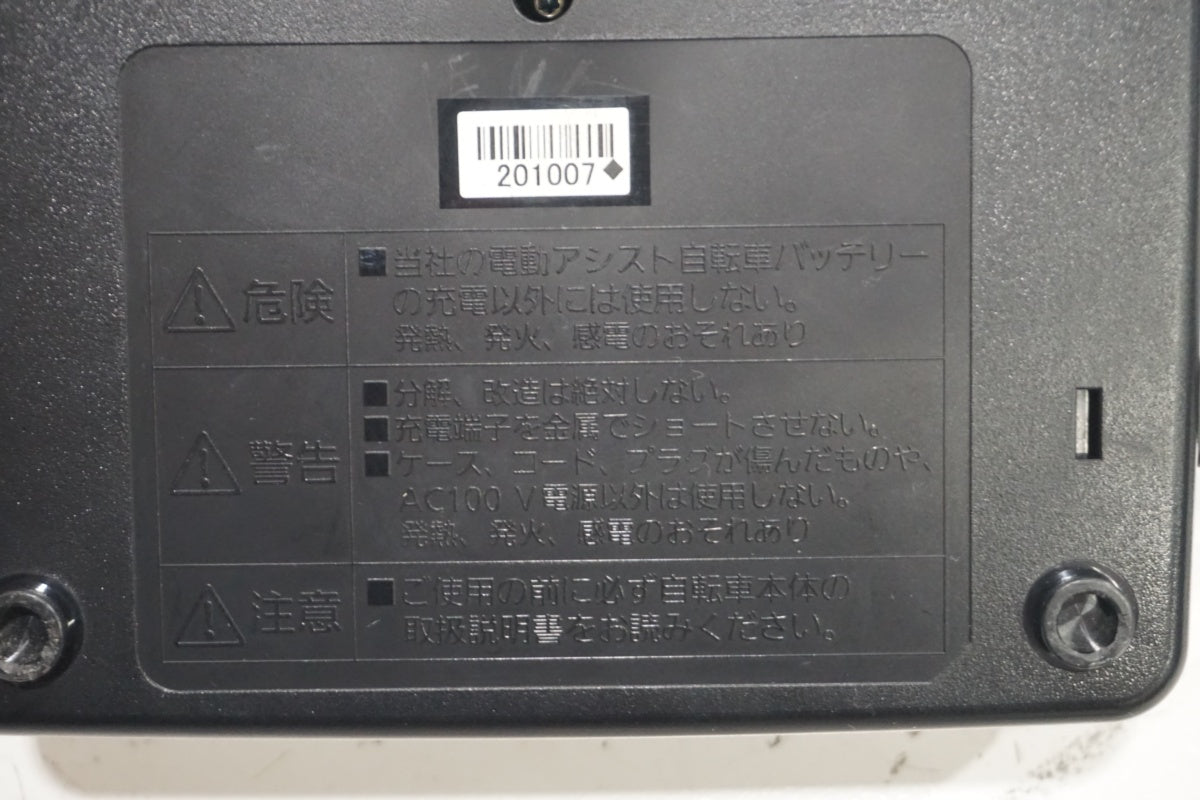 201007◆
危険
■当社の電動アシスト自転車バッテリー
の充電以外には使用しない。
発熱、発火、感電のおそれあり
警告
■分解、改造は絶対しない。
■充電端子を金属でショートさせない。
■ケース、コード、プラグが傷んだものや、
AC100 V電源以外は使用しない。
発熱、発火、感電のおそれあり
注意
■ご使用の前に必ず自転車本体の
取扱説明書をお読みください。